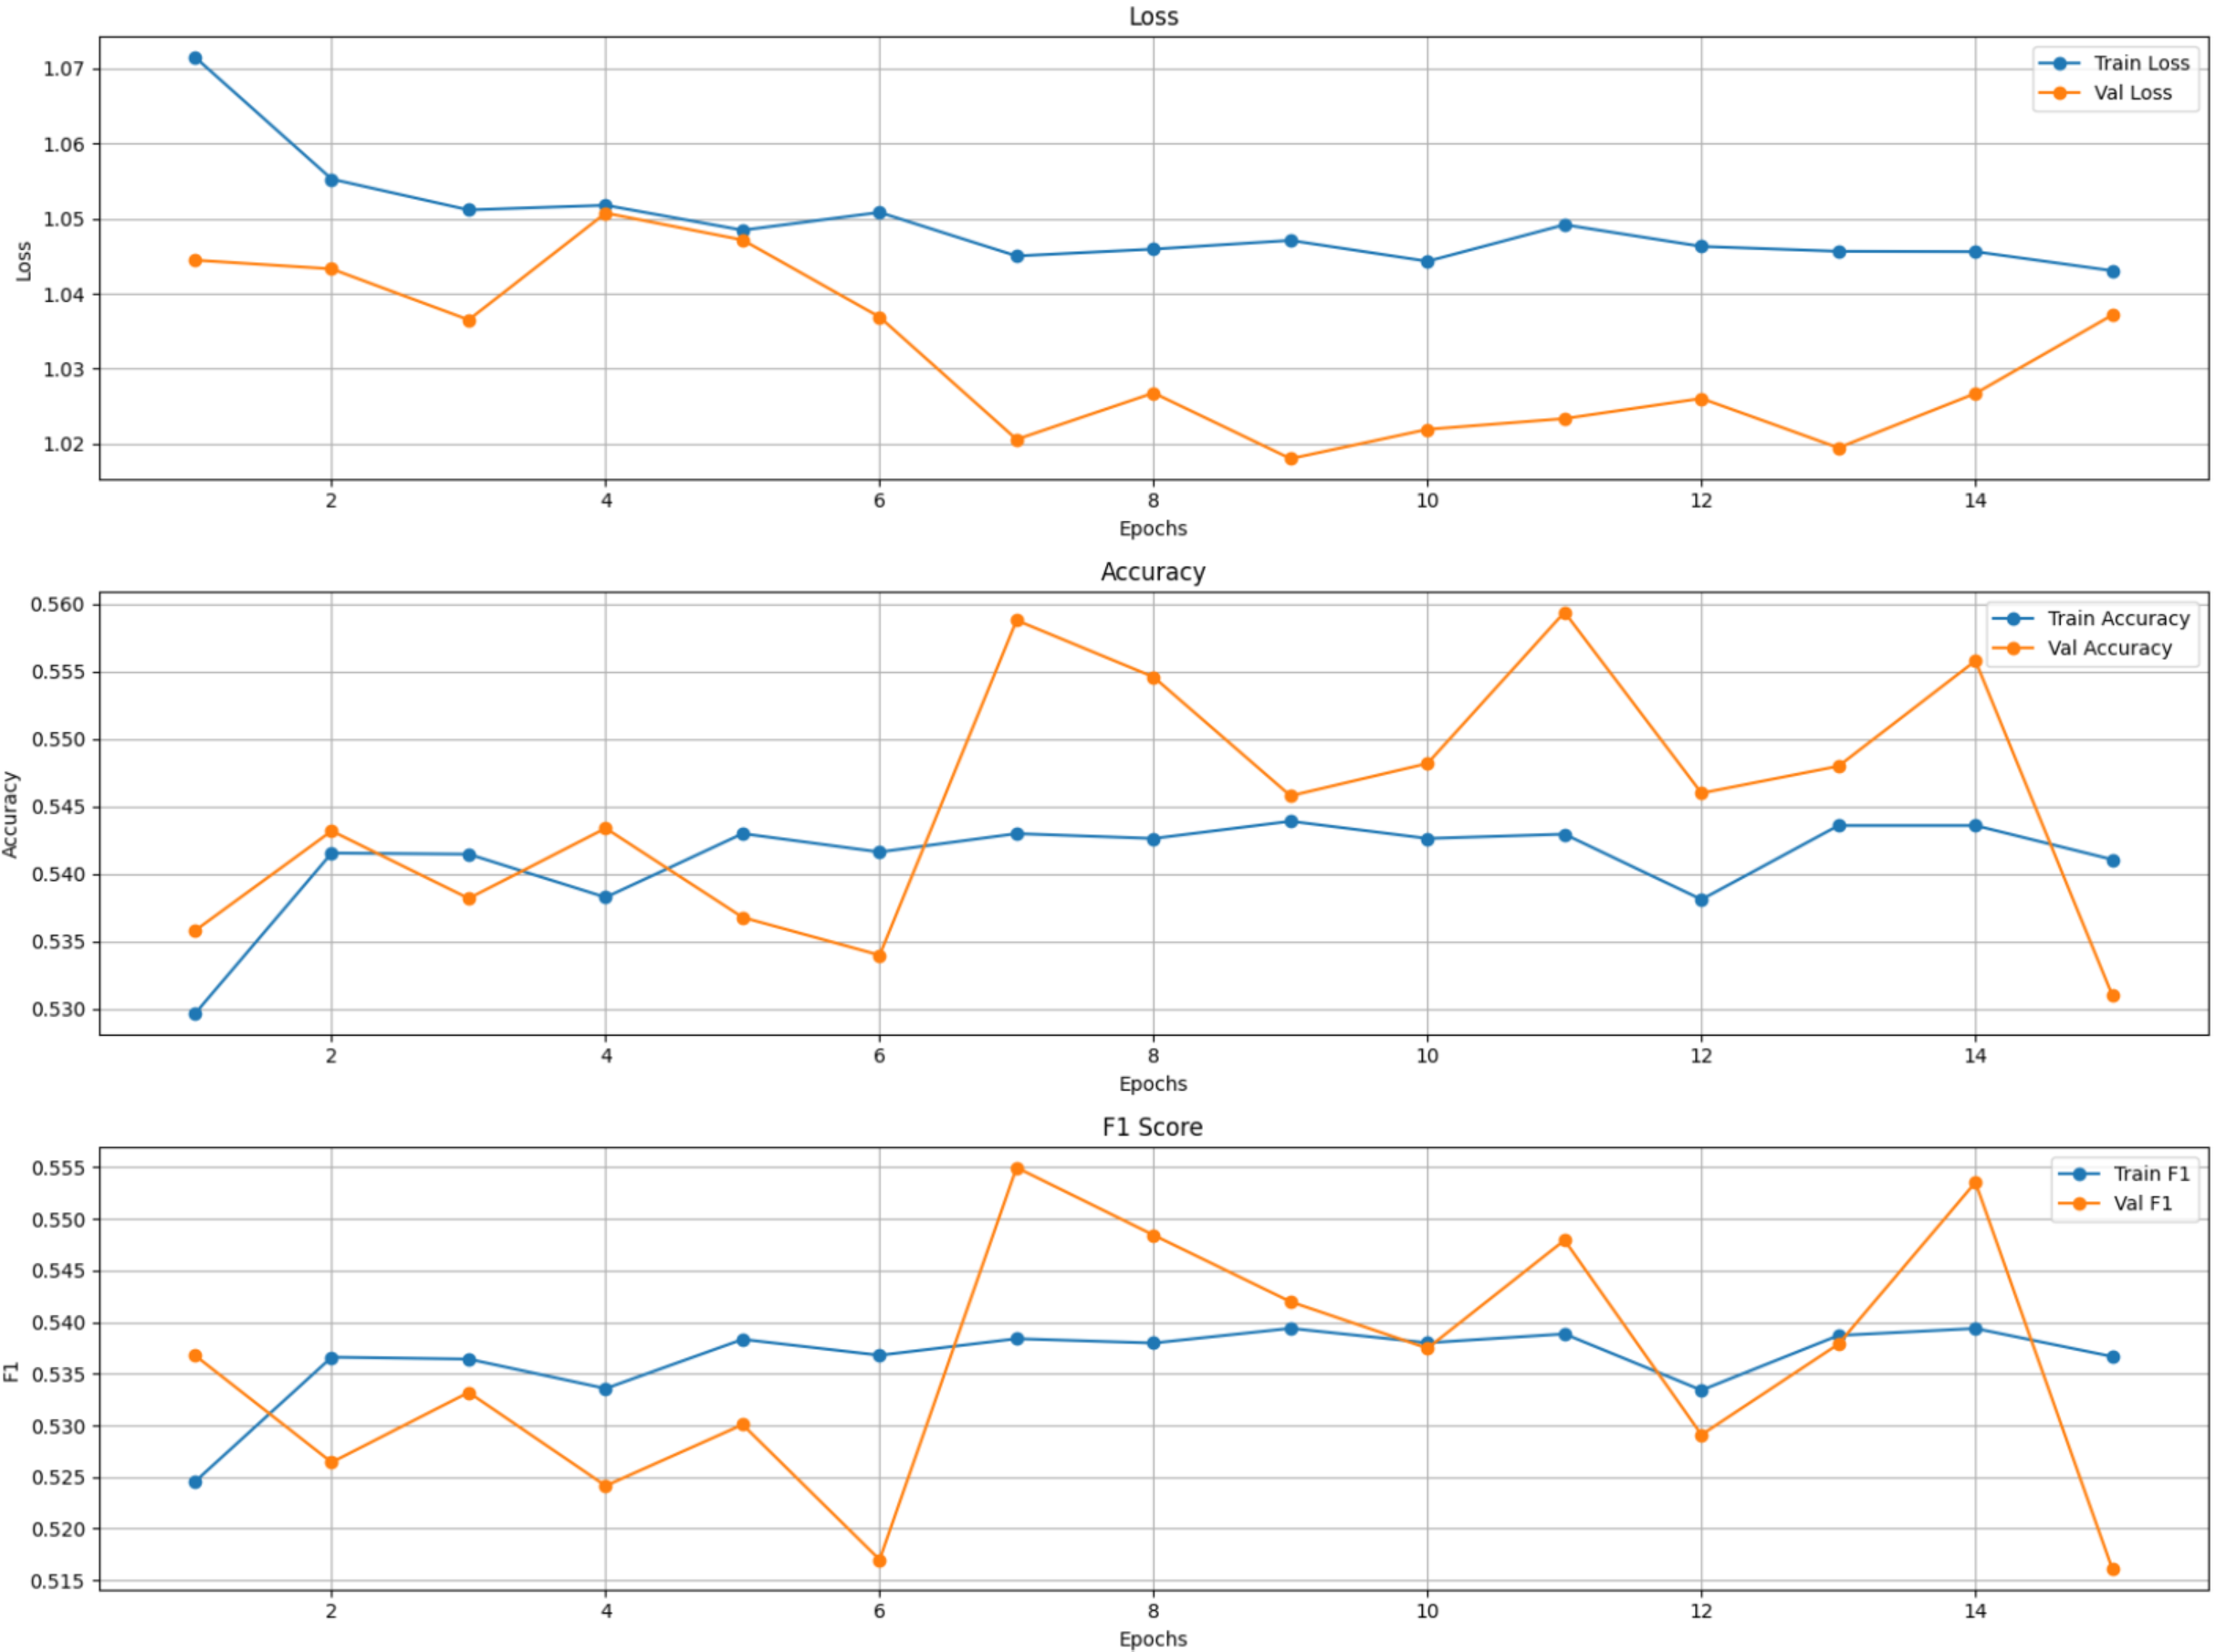 Loss
1.07
1.06
1.05
1.04
1.03
1.02
Loss
Train Loss
Val Loss
2 4 6 8 10 12 14
Epochs
Accuracy
0.560
0.555
0.550
0.545
0.540
0.535
0.530
Accuracy
Train Accuracy
Val Accuracy
2 4 6 8 10 12 14
Epochs
F1 Score
0.555
0.550
0.545
0.540
0.535
0.530
0.525
0.520
0.515
F1
Train F1
Val F1
2 4 6 8 10 12 14
Epochs